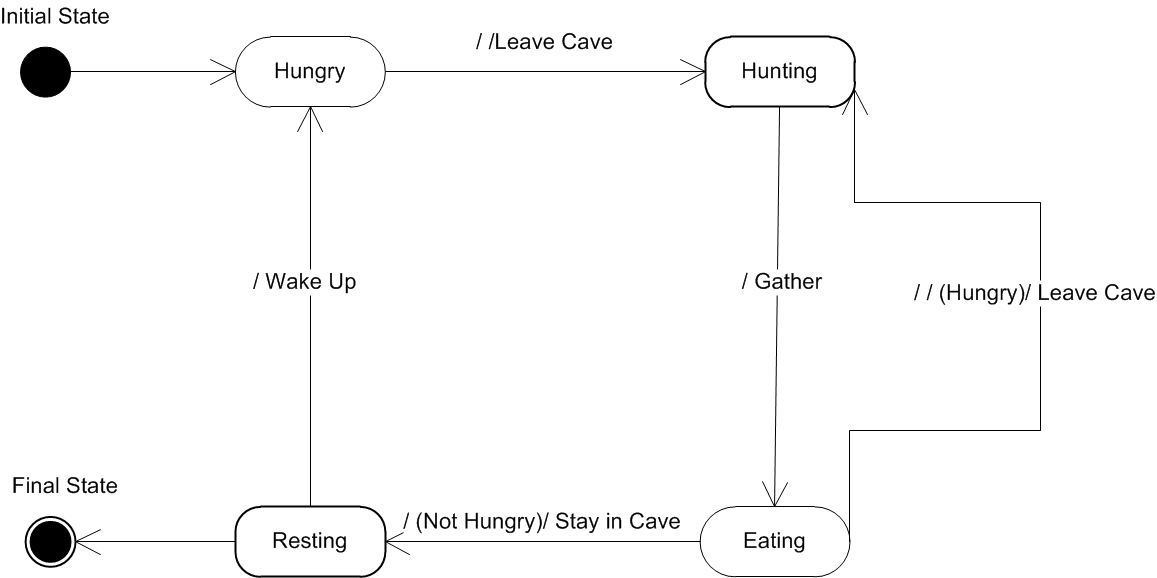 Initial State
/ /Leave Cave
Hungry
Hunting
/ Wake Up
/ Gather
/ / (Hungry)/ Leave Cave
Final State
/ (Not Hungry)/ Stay in Cave
Resting
Eating